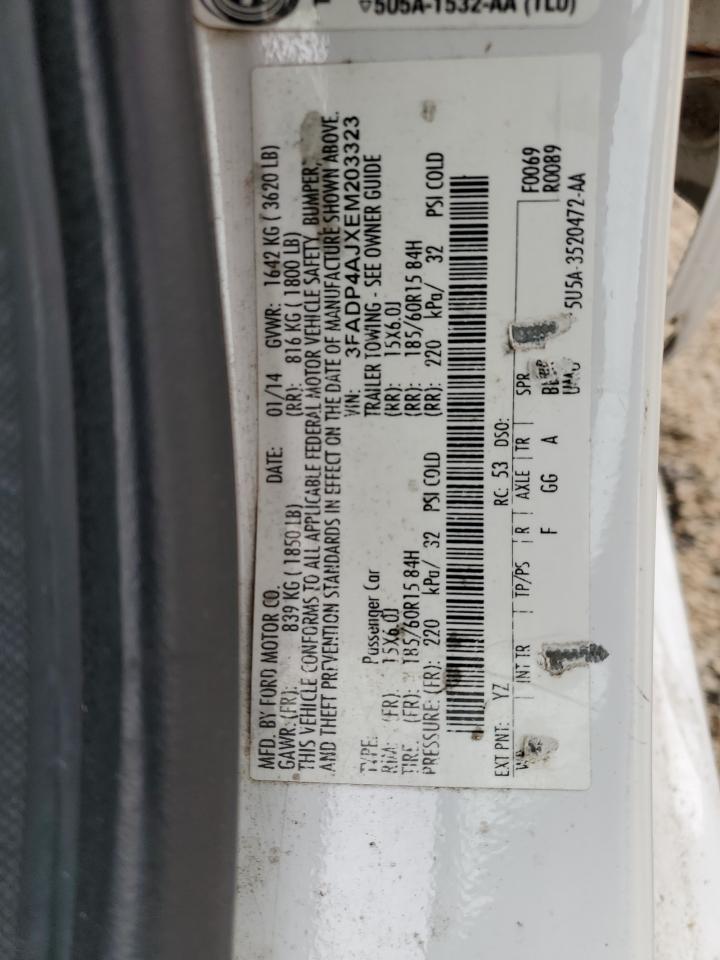 5U5A-1532-AA (TLD)
MFD. BY FORD MOTOR CO. DATE: 01/14 GVWR: 1642 KG ( 3620 LB)
GAWR: (FR): 839 KG ( 1850 LB) (RR): 816 KG ( 1800 LB)
THIS VEHICLE CONFORMS TO ALL APPLICABLE FEDERAL MOTOR VEHICLE SAFETY, BUMPER,
AND THEFT PREVENTION STANDARDS IN EFFECT ON THE DATE OF MANUFACTURE SHOWN ABOVE.
VIN: 3FADP4AJXEM203323
TYPE: Passenger Car TRAILER TOWING - SEE OWNER GUIDE
RIM: (FR): 15X6.0J (RR): 15X6.0J
TIRE (FR): 185/60R15 84H (RR): 185/60R15 84H
PRESSURE: (FR): 220 kPa/ 32 PSI COLD (RR): 220 kPa/ 32 PSI COLD
EXT PNT: YZ RC: 53 DSO: F0069
INT TR TP/PS R AXLE TR SPR R0089
F GG A
5U5A-3520472-AA